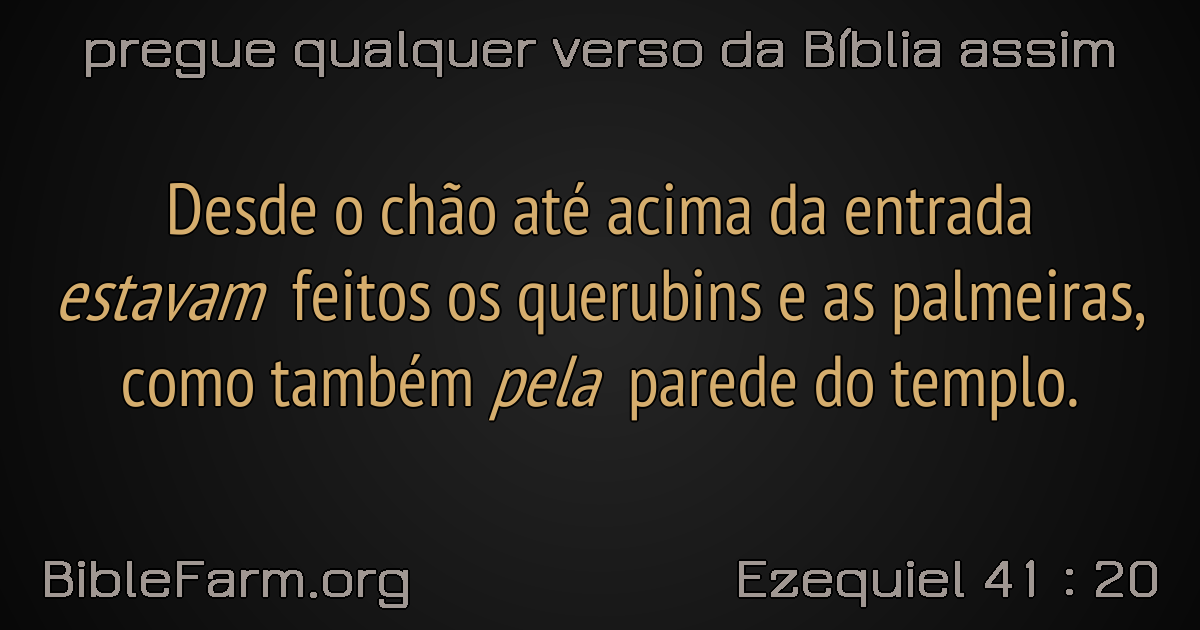 pregue qualquer verso da Bíblia assim
Desde o chão até acima da entrada
estavam feitos os querubins e as palmeiras,
como também pela parede do templo.
BibleFarm.org
Ezequiel 41 : 20